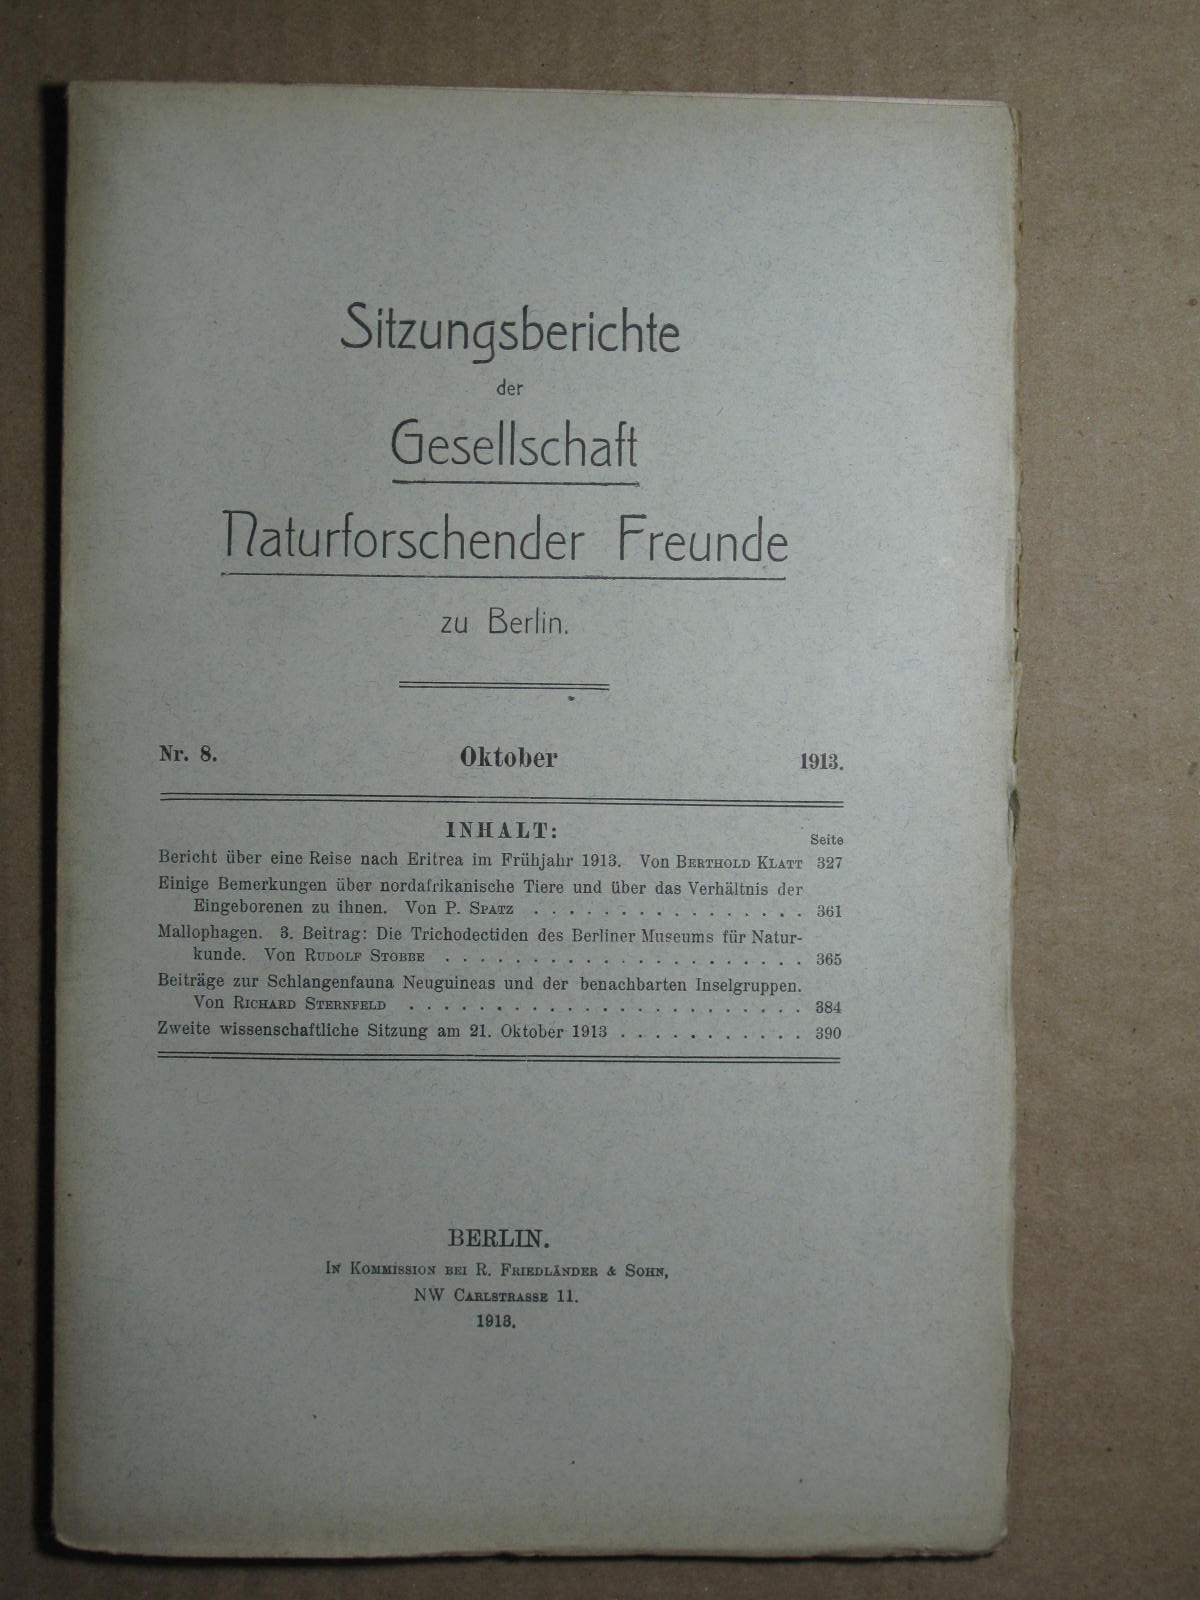 Sitzungsberichte
der
Gesellschaft
Naturforschender Freunde
zu Berlin.
Nr. 8. Oktober 1913.
INHALT:
Seite
Bericht über eine Reise nach Eritrea im Frühjahr 1913. Von BERTHOLD KLATT 327
Einige Bemerkungen über nordafrikanische Tiere und über das Verhältnis der
Eingeborenen zu ihnen. Von P. SPATZ . . . . . . . . . . . . . . . . 361
Mallophagen. 3. Beitrag: Die Trichodectiden des Berliner Museums für Natur-
kunde. Von RUDOLF STOBBE . . . . . . . . . . . . . . . . . . . . . 365
Beiträge zur Schlangenfauna Neuguineas und der benachbarten Inselgruppen.
Von RICHARD STERNFELD . . . . . . . . . . . . . . . . . . . . . . . 384
Zweite wissenschaftliche Sitzung am 21. Oktober 1913 . . . . . . . . . . . 390
BERLIN.
IN KOMMISSION BEI R. FRIEDLÄNDER & SOHN,
NW CARLSTRASSE 11.
1913.